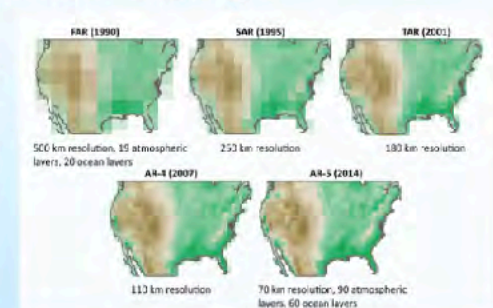 FAR (1990)
SAR (1995)
TAR (2001)
500 km resolution, 19 atmospheric
layers, 20 ocean layers
250 km resolution
180 km resolution
AR-4 (2007)
AR-5 (2014)
110 km resolution
70 km resolution, 90 atmospheric
layers, 60 ocean layers